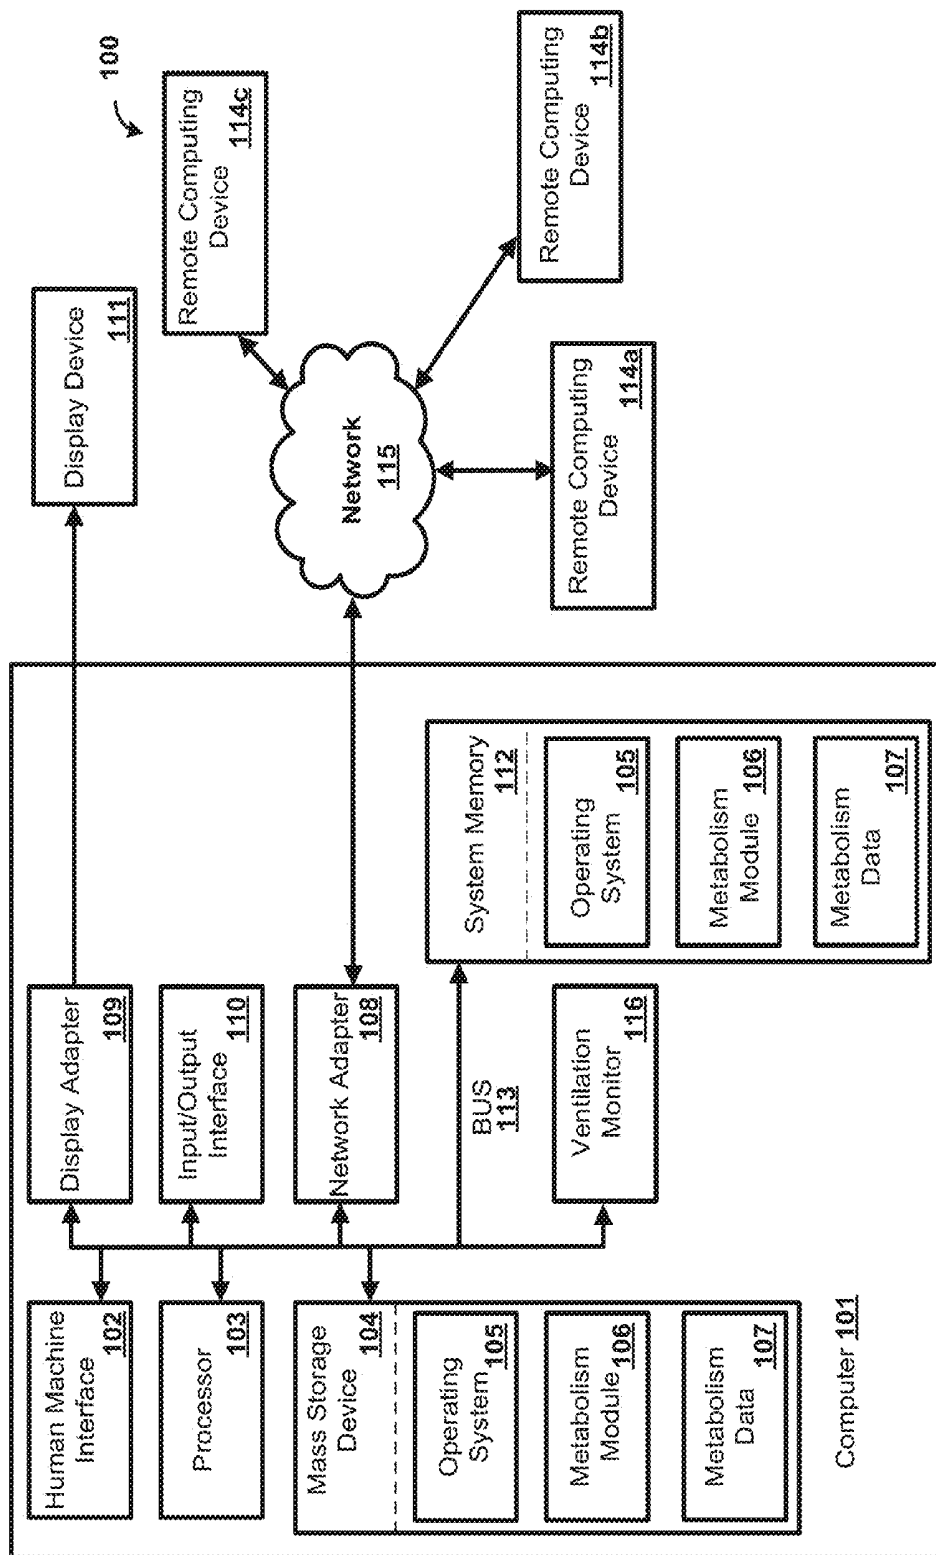 100
Human Machine
Interface
102
Processor
103
Mass Storage
Device
104
Operating
System
105
Metabolism
Module
106
Metabolism
Data
107
Computer 101
Display Adapter
109
Input/Output
Interface
110
Network Adapter
108
BUS
113
Ventilation
Monitor
116
System Memory
112
Operating
System
105
Metabolism
Module
106
Metabolism
Data
107
Display Device
111
Network
115
Remote Computing
Device
114c
Remote Computing
Device
114a
Remote Computing
Device
114b